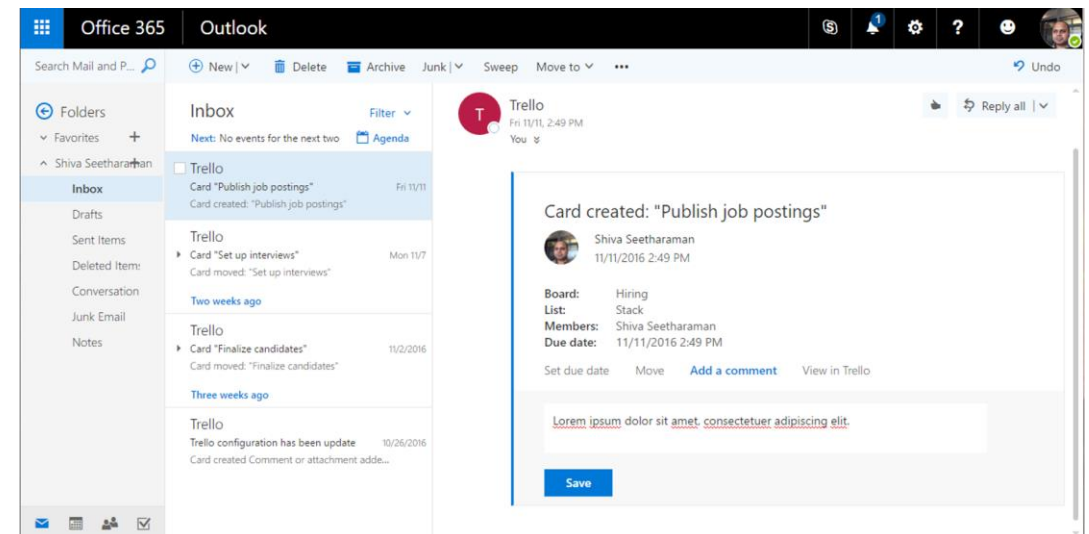 Office 365 Outlook 1 ?
Search Mail and P... New Delete Archive Junk Sweep Move to ••• Undo
Folders
Favorites +
Shiva Seetharaman +
Inbox
Drafts
Sent Items
Deleted Items
Conversation
Junk Email
Notes
Inbox Filter
Next: No events for the next two Agenda
Trello
Card "Publish job postings" Fri 11/11
Card created: "Publish job postings"
Trello
Card "Set up interviews" Mon 11/7
Card moved: "Set up interviews"
Two weeks ago
Trello
Card "Finalize candidates" 11/2/2016
Card moved: "Finalize candidates"
Three weeks ago
Trello
Trello configuration has been update 10/26/2016
Card created Comment or attachment adde...
T
Trello
Fri 11/11, 2:49 PM
You
Reply all
Card created: "Publish job postings"
Shiva Seetharaman
11/11/2016 2:49 PM
Board: Hiring
List: Stack
Members: Shiva Seetharaman
Due date: 11/11/2016 2:49 PM
Set due date Move Add a comment View in Trello
Lorem ipsum dolor sit amet. consectetuer adipiscing elit.
Save